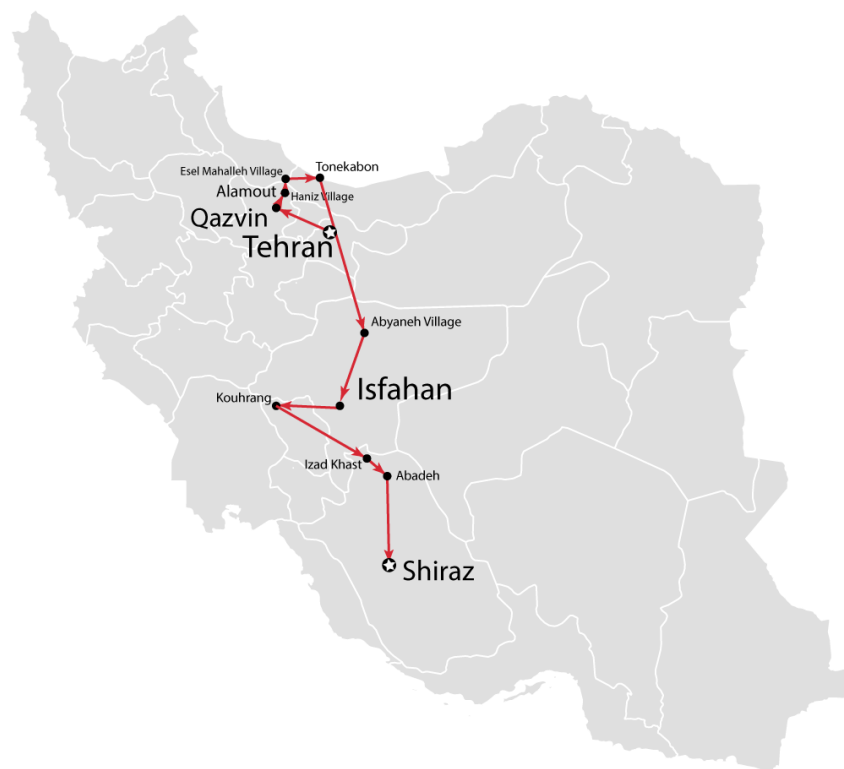 Esel Mahalleh Village
Tonekabon
Alamout
Haniz Village
Qazvin
Tehran
Abyaneh Village
Isfahan
Kouhrang
Izad Khast
Abadeh
Shiraz